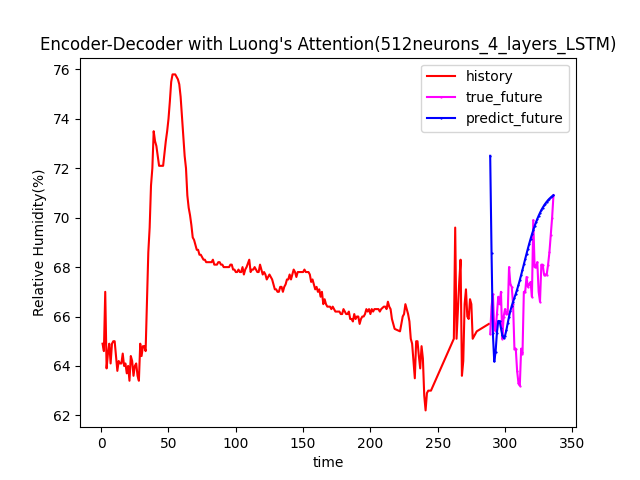 Encoder-Decoder with Luong's Attention(512neurons_4_layers_LSTM)
history
true_future
predict_future
Relative Humidity(%)
76
74
72
70
68
66
64
62
0
50
100
150
200
250
300
350
time